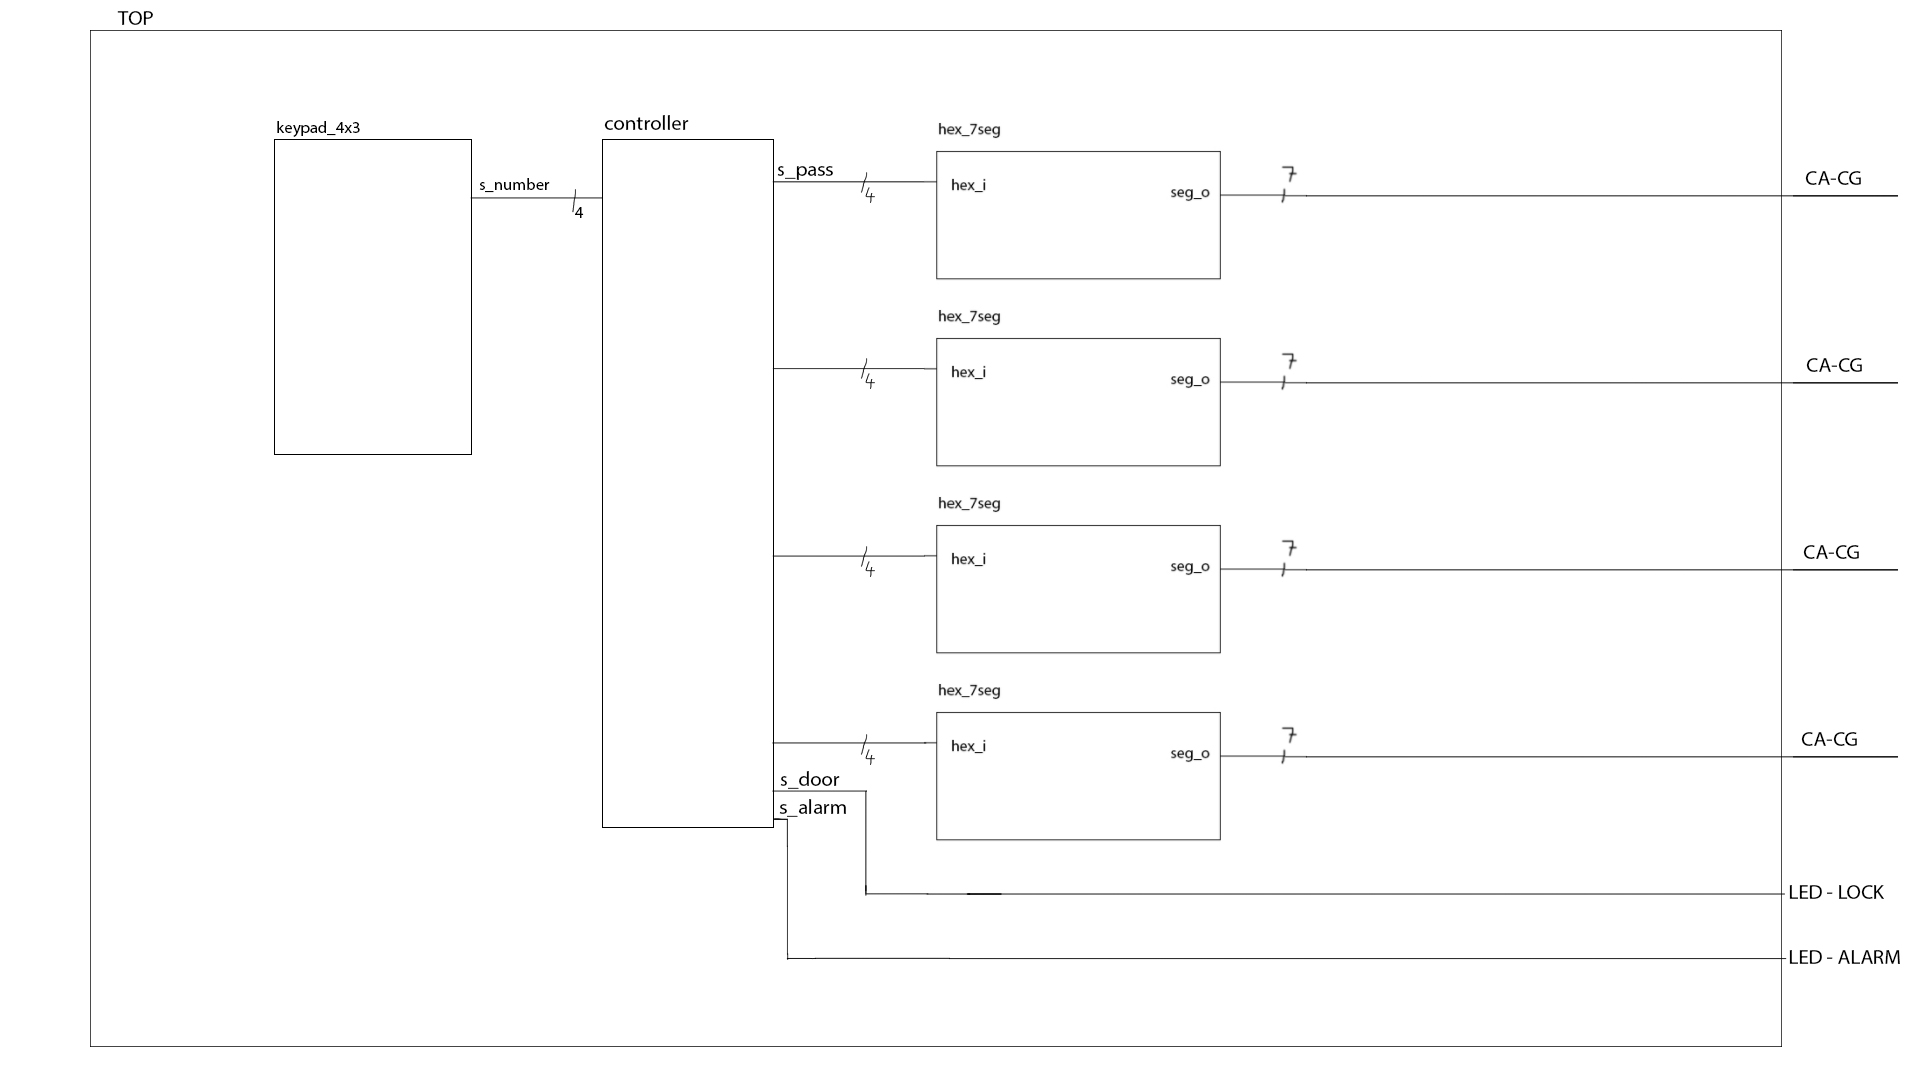 TOP
keypad_4x3
s_number
4
controller
s_pass
4
hex_7seg
hex_i
seg_o
7
CA-CG
4
hex_7seg
hex_i
seg_o
7
CA-CG
4
hex_7seg
hex_i
seg_o
7
CA-CG
4
hex_7seg
hex_i
seg_o
7
CA-CG
s_door
s_alarm
LED - LOCK
LED - ALARM